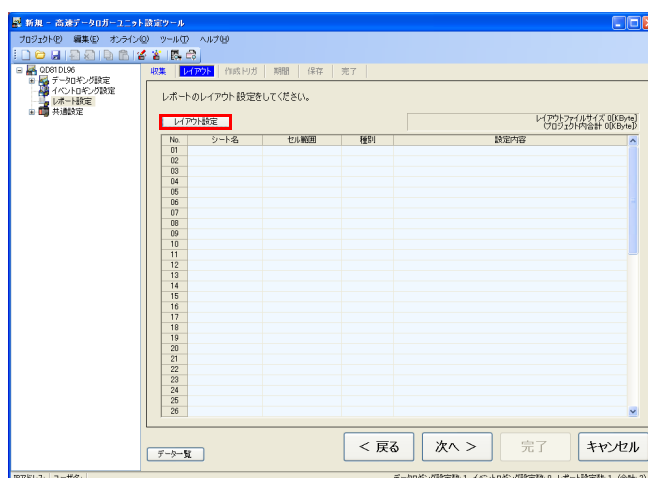 新規 - 高速データロガーユニット設定ツール
プロジェクト(P) 編集(E) オンライン(O) ツール(T) ヘルプ(H)
QD81DL96
データロギング設定
イベントロギング設定
レポート設定
共通設定
収集 レイアウト 作成トリガ 期間 保存 完了
レポートのレイアウト設定をしてください。
レイアウト設定
レイアウトファイルサイズ 0[KByte]
(プロジェクト内合計 0[KByte])
No. シート名 セル範囲 種別 設定内容
01
02
03
04
05
06
07
08
09
10
11
12
13
14
15
16
17
18
19
20
21
22
23
24
25
26
データ一覧
< 戻る 次へ > 完了 キャンセル